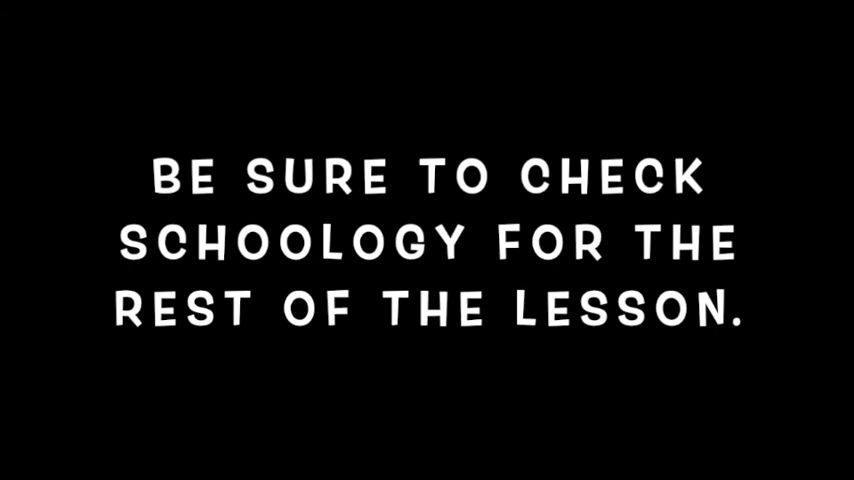 BE SURE TO CHECK
SCHOOLOGY FOR THE
REST OF THE LESSON.